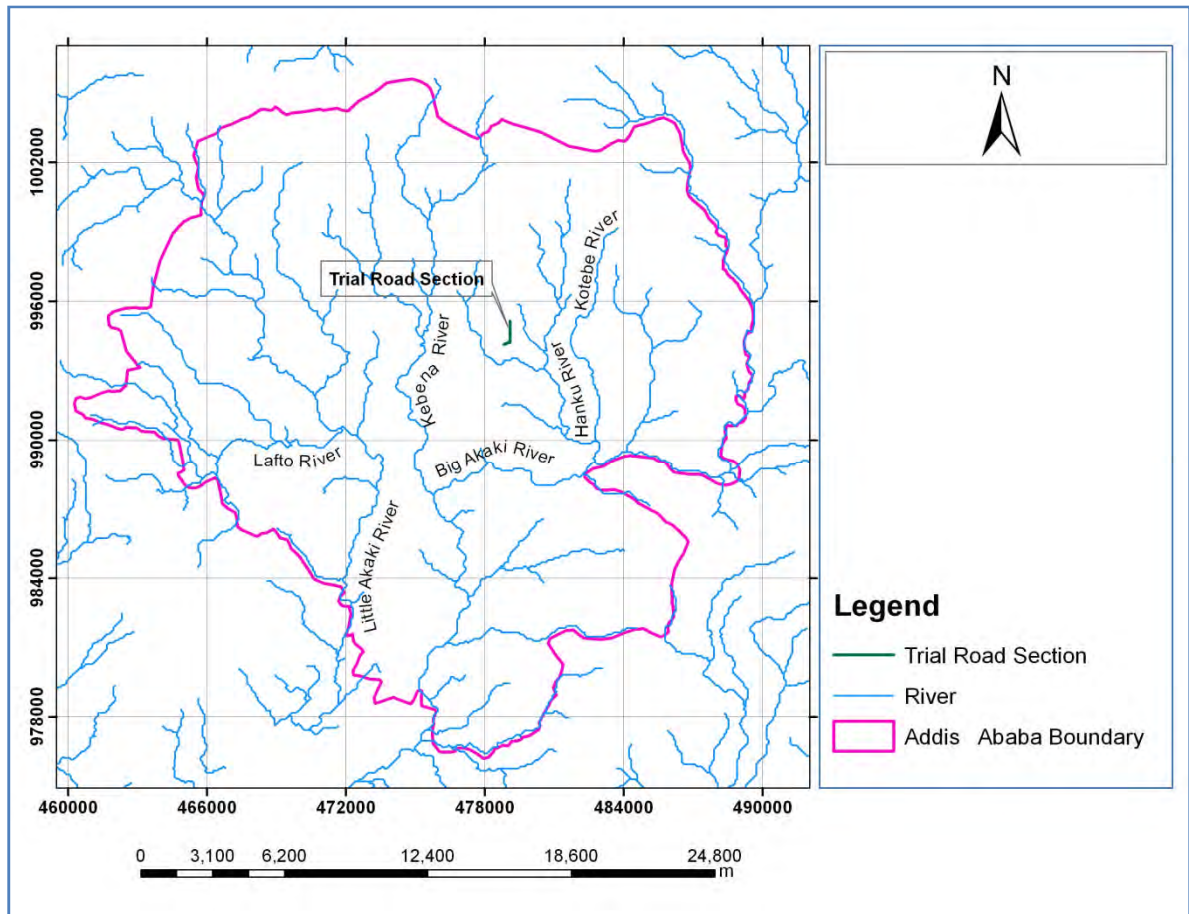 N
1002000
996000
990000
984000
978000
Trial Road Section
Kotebe River
Kebena River
Hanku River
Lafto River
Big Akaki River
Little Akaki River
460000 466000 472000 478000 484000 490000
0 3,100 6,200 12,400 18,600 24,800
m
Legend
Trial Road Section
River
Addis Ababa Boundary